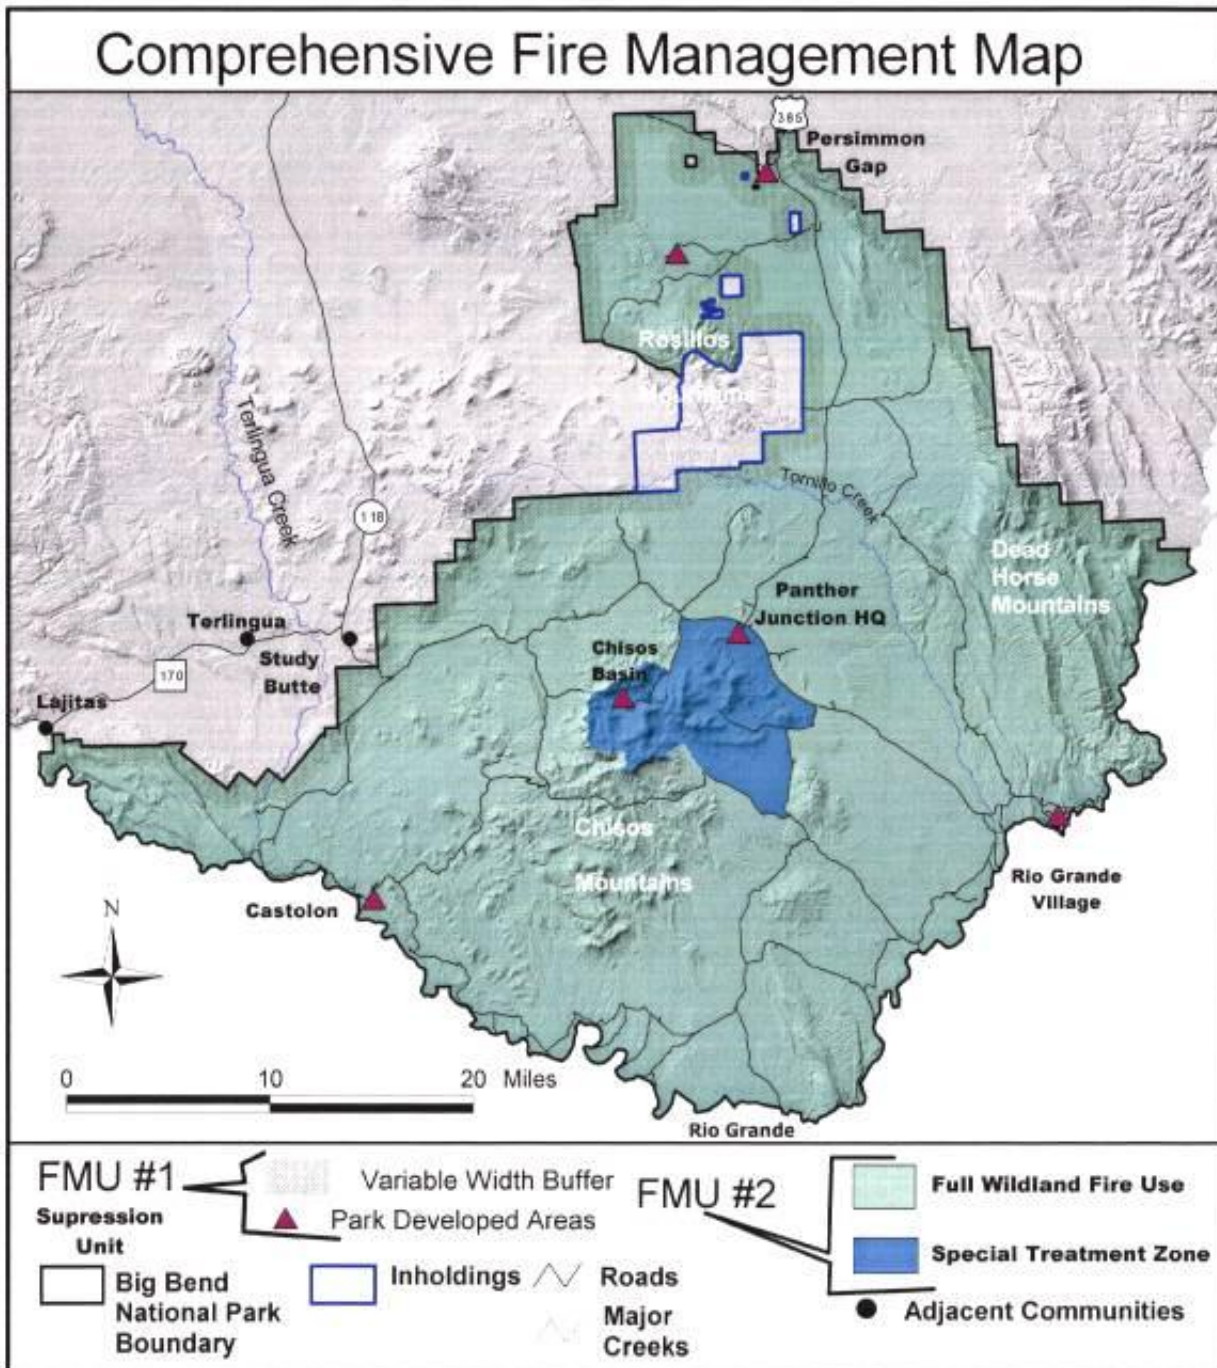 Comprehensive Fire Management Map
385
Persimmon
Gap
Rosillos
Mountains
Terlingua Creek
Tornillo Creek
118
Dead
Horse
Mountains
Panther
Junction HQ
Terlingua
Study
Butte
Chisos
Basin
170
Lajitas
Chisos
Mountains
Rio Grande
Village
Castolon
N
0 10 20 Miles
Rio Grande
FMU #1
Supression
Unit
Variable Width Buffer
Park Developed Areas
FMU #2
Full Wildland Fire Use
Special Treatment Zone
Big Bend
National Park
Boundary
Inholdings
Roads
Major
Creeks
Adjacent Communities